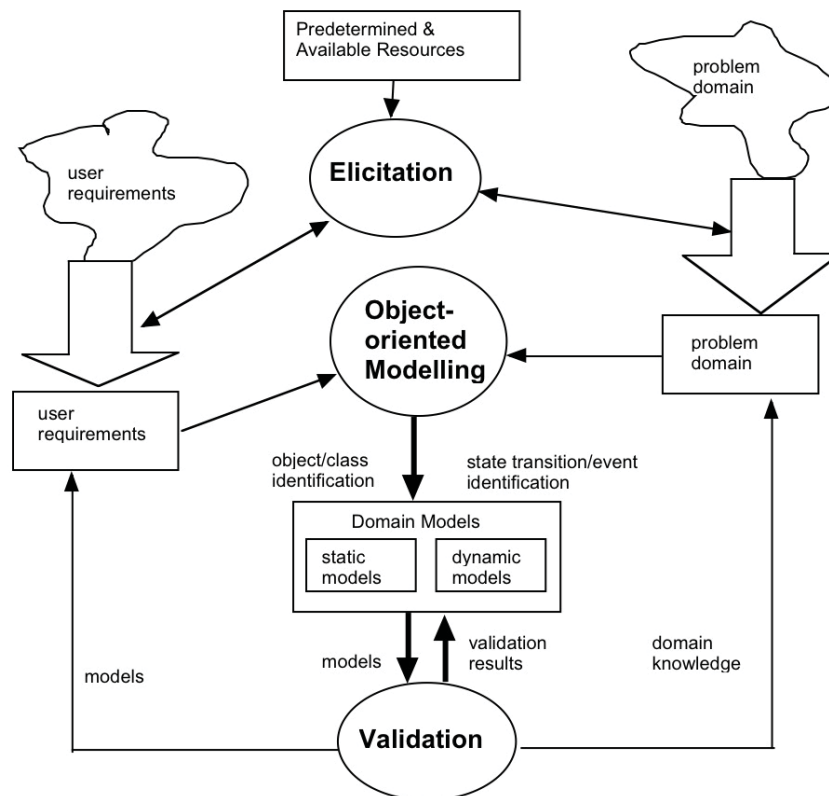 Predetermined &
Available Resources
problem
domain
user
requirements
Elicitation
Object-
oriented
Modelling
problem
domain
user
requirements
object/class
identification
state transition/event
identification
Domain Models
static
models
dynamic
models
models
models
validation
results
domain
knowledge
Validation